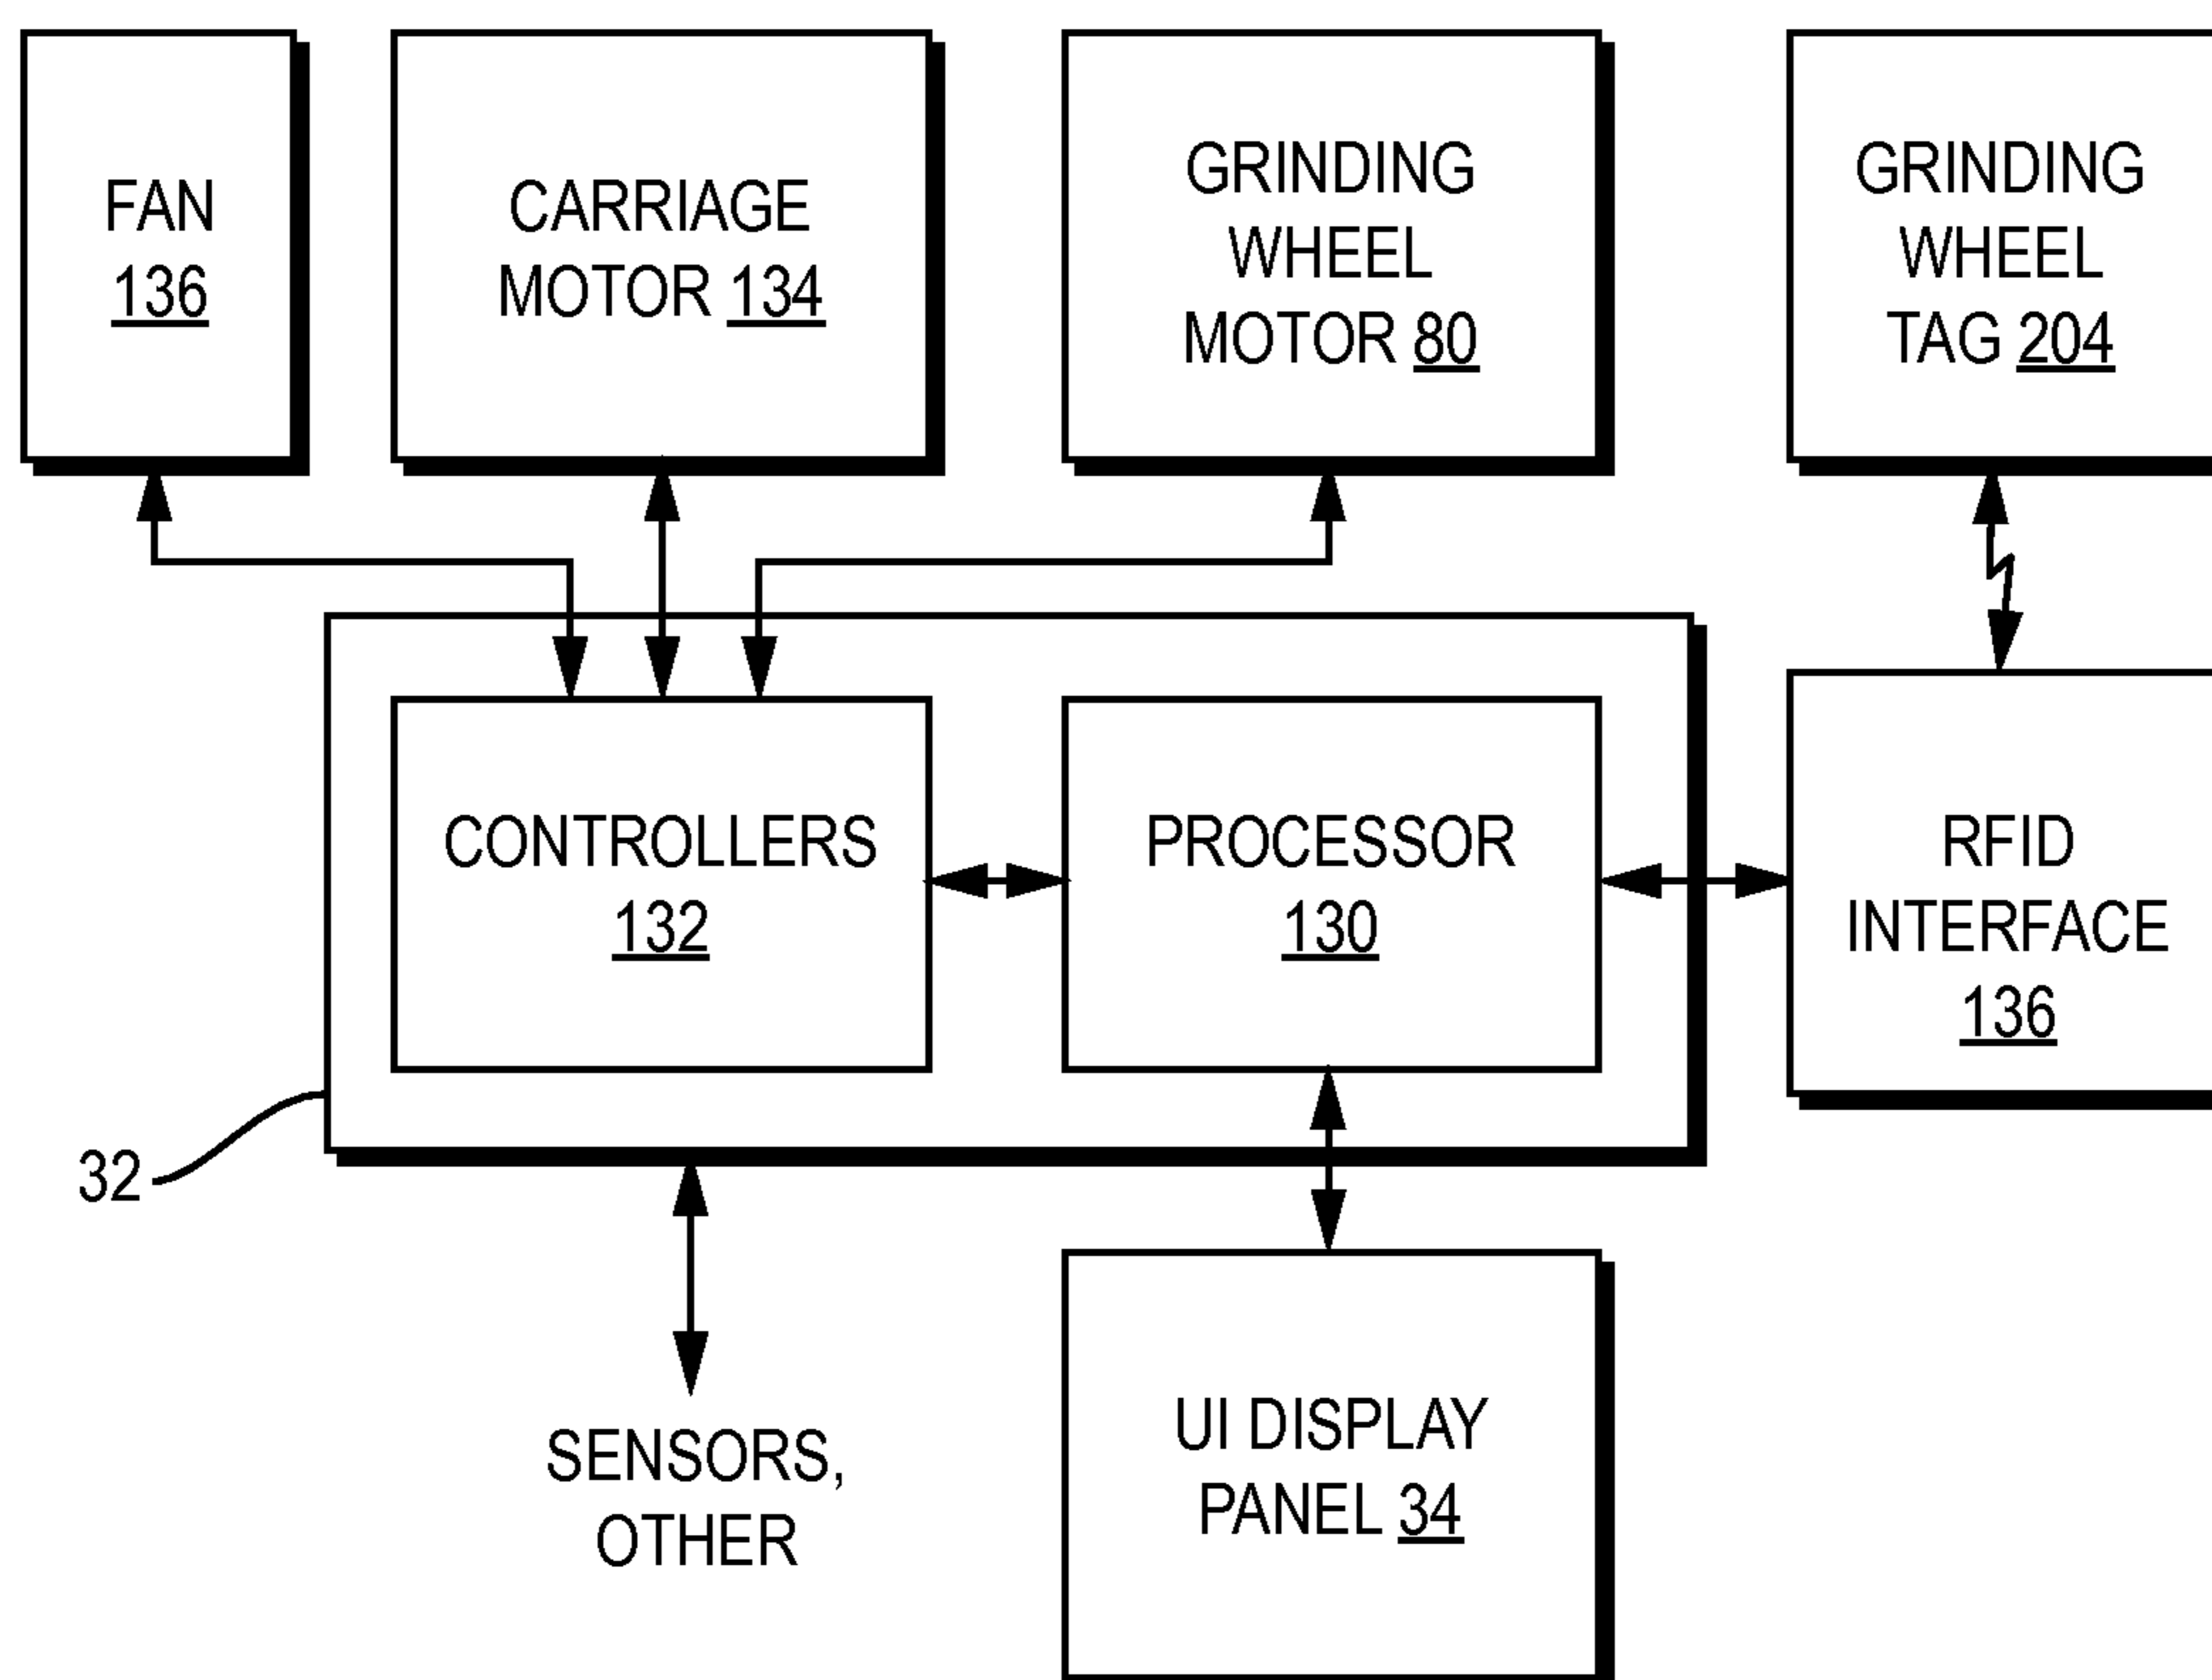 FAN
136
CARRIAGE
MOTOR 134
GRINDING
WHEEL
MOTOR 80
GRINDING
WHEEL
TAG 204
CONTROLLERS
132
PROCESSOR
130
RFID
INTERFACE
136
32
SENSORS,
OTHER
UI DISPLAY
PANEL 34